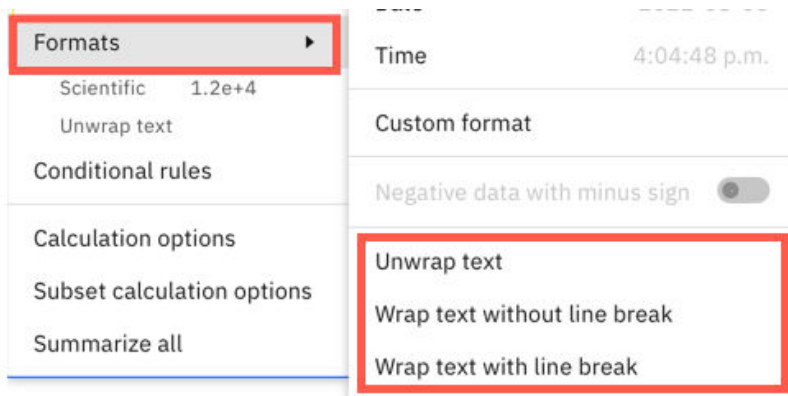 Formats
Scientific 1.2e+4
Unwrap text
Conditional rules
Calculation options
Subset calculation options
Summarize all
Time 4:04:48 p.m.
Custom format
Negative data with minus sign
Unwrap text
Wrap text without line break
Wrap text with line break